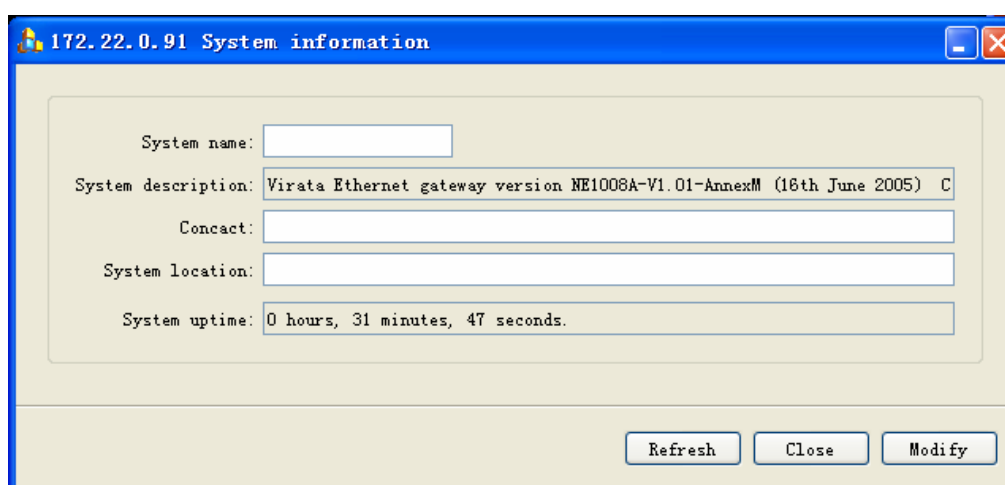 172.22.0.91 System information
System name:
System description: Virata Ethernet gateway version NE1008A-V1.01-AnnexM (16th June 2005) C
Concact:
System location:
System uptime: 0 hours, 31 minutes, 47 seconds.
Refresh Close Modify